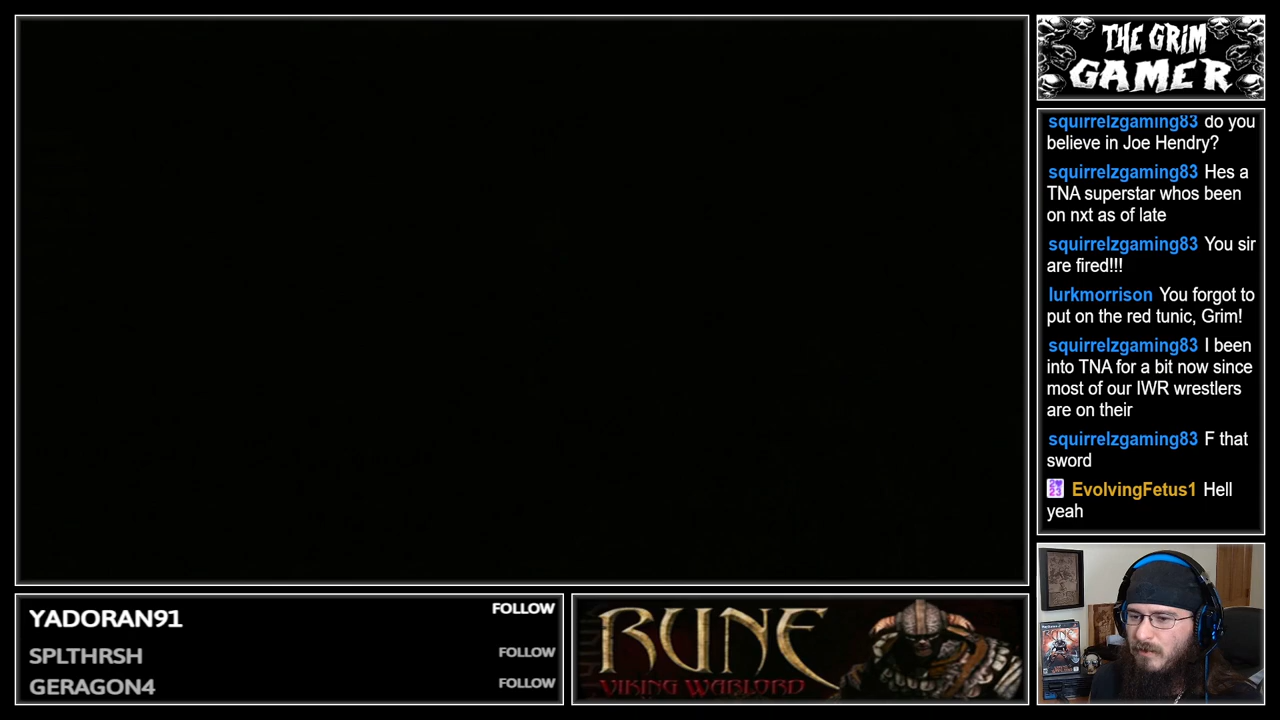 THE GRIM
GAMER
squirrelzgaming83 do you
believe in Joe Hendry?
squirrelzgaming83 Hes a
TNA superstar whos been
on nxt as of late
squirrelzgaming83 You sir
are fired!!!
lurkmorrison You forgot to
put on the red tunic, Grim!
squirrelzgaming83 I been
into TNA for a bit now since
most of our IWR wrestlers
are on their
squirrelzgaming83 F that
sword
EvolvingFetus1 Hell
yeah
YADORAN91 FOLLOW
SPLTHRSH FOLLOW
GERAGON4 FOLLOW
RUNE
VIKING WARLORD